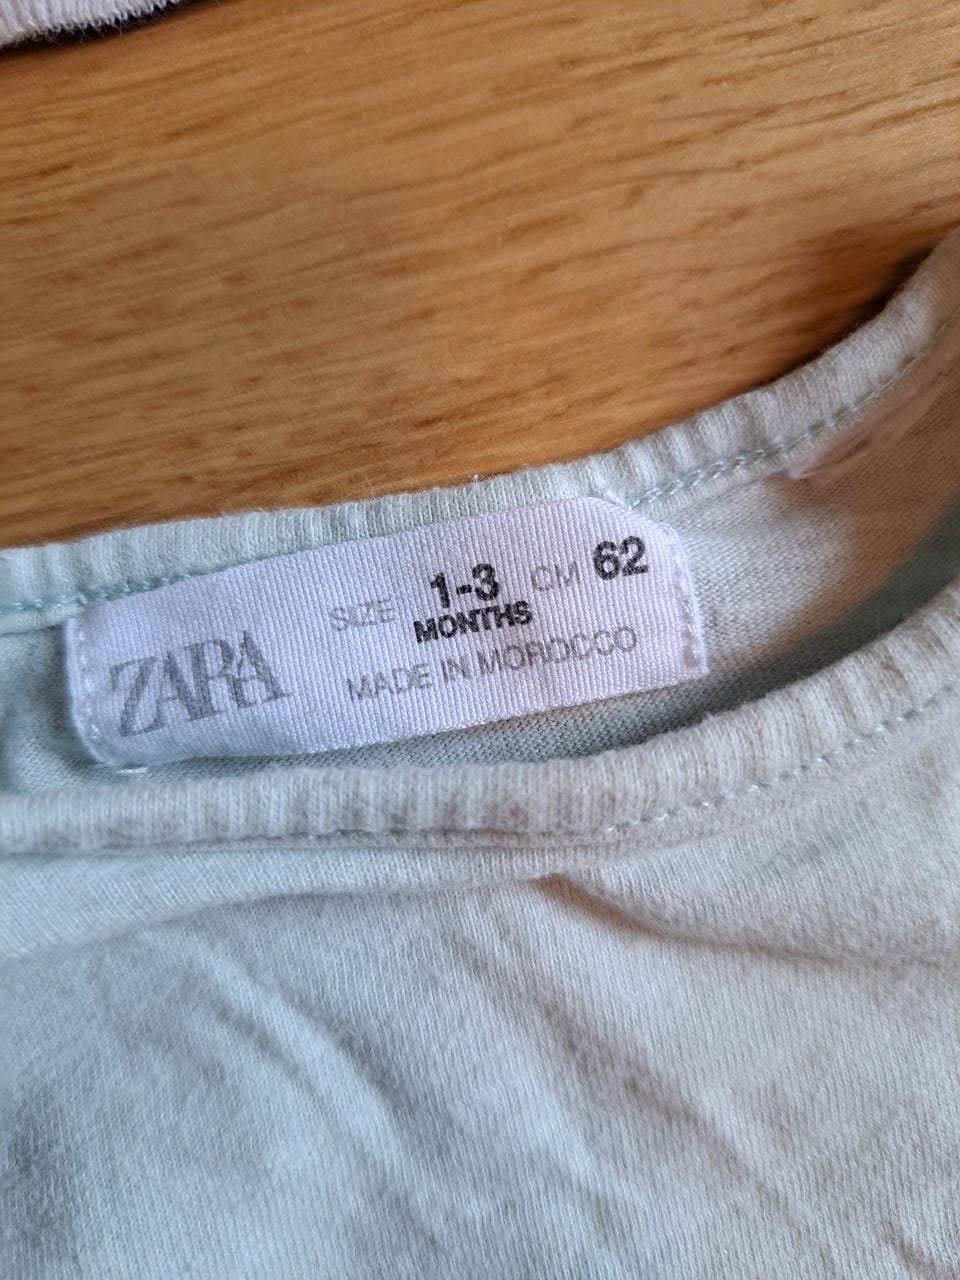 ZARA
SIZE 1-3 MONTHS CM 62
MADE IN MOROCCO